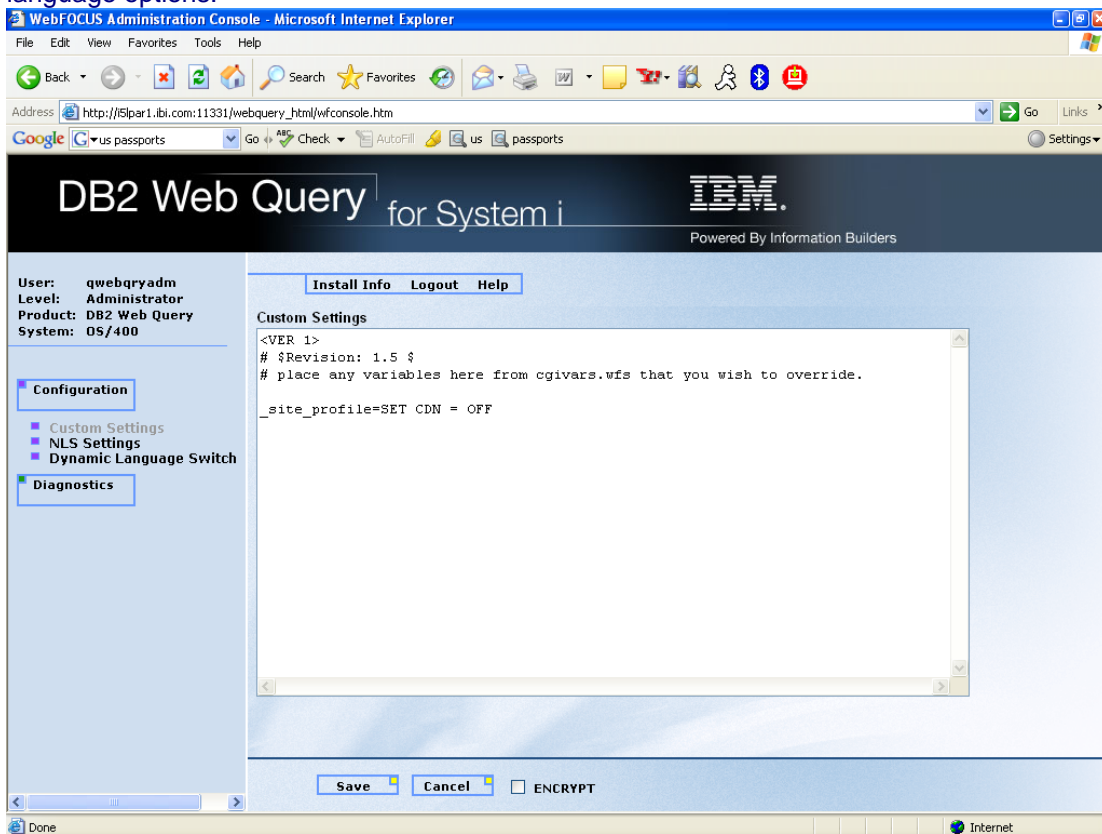 language options.
WebFOCUS Administration Console - Microsoft Internet Explorer
File Edit View Favorites Tools Help
Back Search Favorites
Address http://i5lpar1.ibi.com:11331/webquery_html/wfconsole.htm Go Links
Google G us passports Go ABC Check AutoFill us passports Settings
DB2 Web Query for System i
IBM.
Powered By Information Builders
User: qwebqryadm
Level: Administrator
Product: DB2 Web Query
System: OS/400
Install Info Logout Help
Custom Settings
<VER 1>
# $Revision: 1.5 $
# place any variables here from cgivars.wfs that you wish to override.
_site_profile=SET CDN = OFF
Configuration
Custom Settings
NLS Settings
Dynamic Language Switch
Diagnostics
Save Cancel ENCRYPT
Done Internet